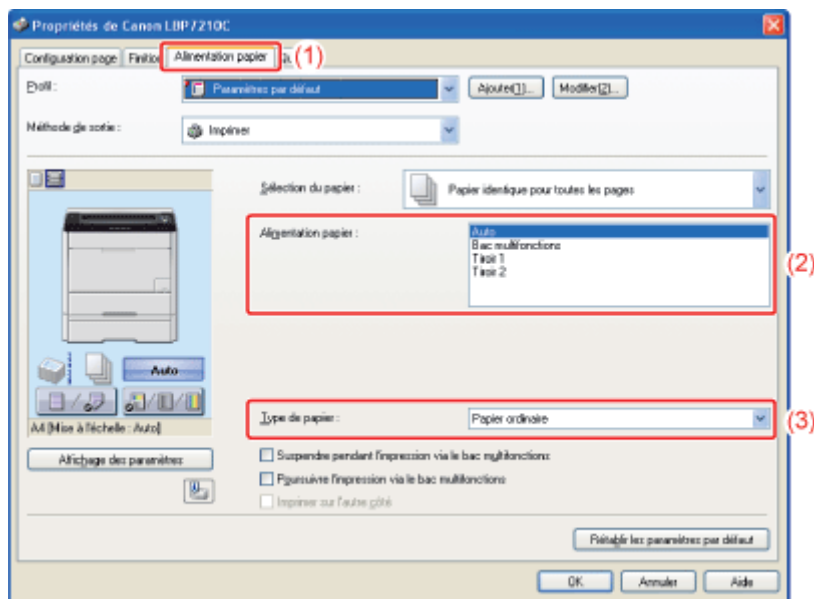 Propriétés de Canon LBP7210C
Configuration page Finition Alimentation papier (1)
Profil : Paramètres par défaut Ajouter(1)... Modifier(2)...
Méthode de sortie : Imprimer
Sélection du papier : Papier identique pour toutes les pages
Alimentation papier : Auto
Bac multifonctions
Tiroir 1
Tiroir 2
(2)
Auto
Type de papier : Papier ordinaire (3)
A4 [Mise à l'échelle : Auto]
Affichage des paramètres
Suspendre pendant l'impression via le bac multifonctions
Poursuivre l'impression via le bac multifonctions
Imprimer sur l'autre côté
Rétablir les paramètres par défaut
OK Annuler Aide